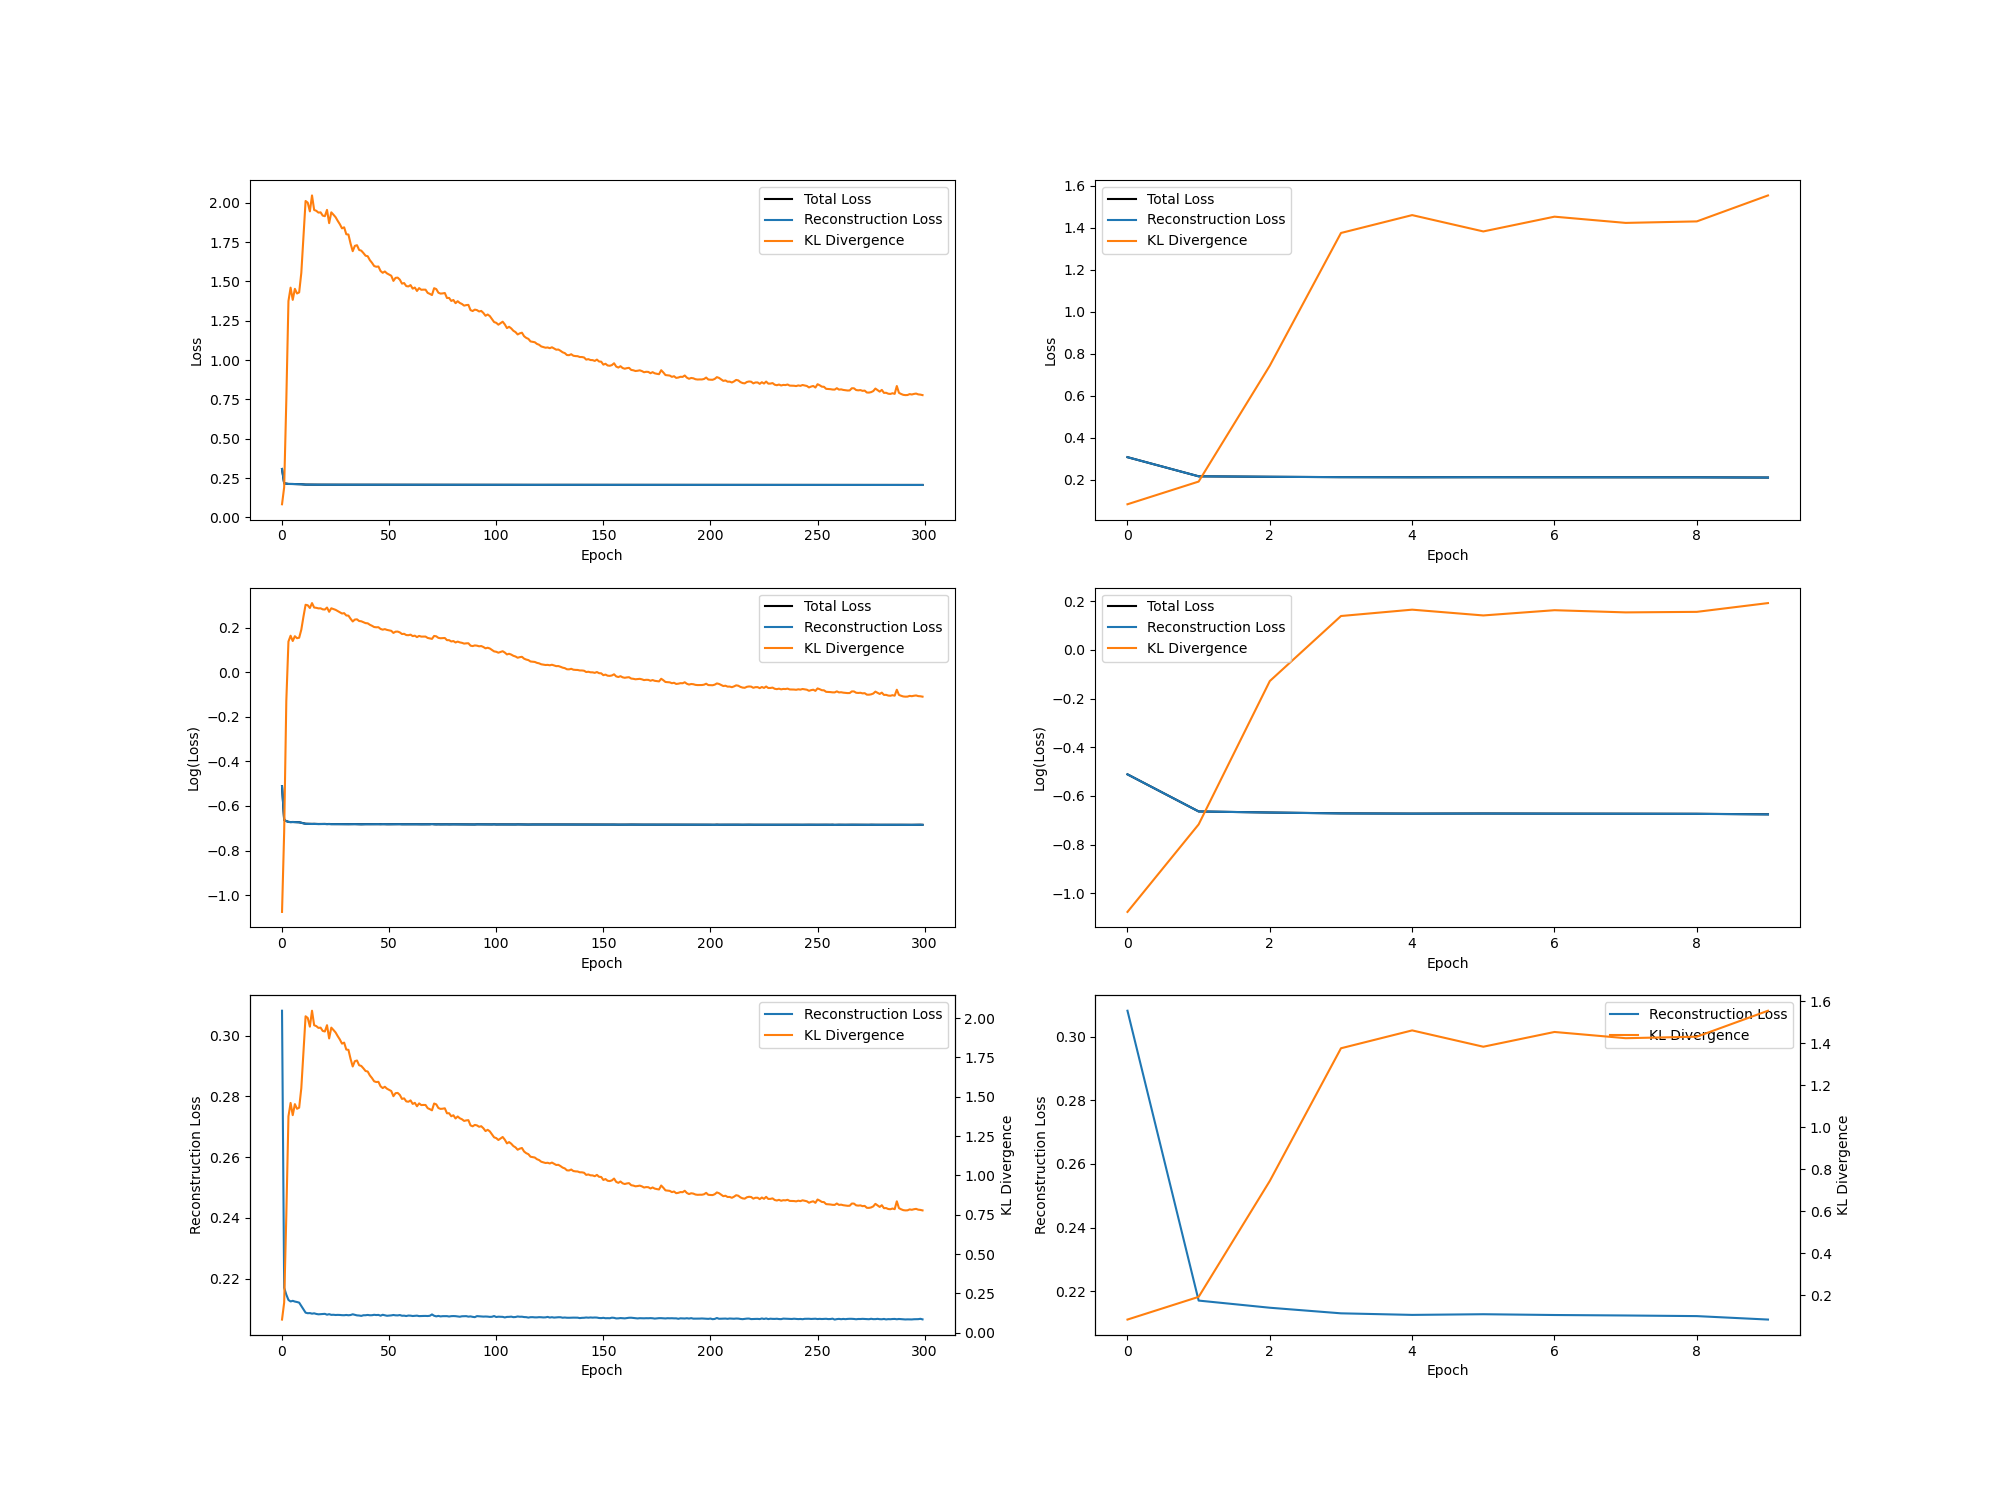 Total Loss
Reconstruction Loss
KL Divergence
2.00
1.75
1.50
1.25
1.00
0.75
0.50
0.25
0.00
Loss
0 50 100 150 200 250 300
Epoch
Total Loss
Reconstruction Loss
KL Divergence
1.6
1.4
1.2
1.0
0.8
0.6
0.4
0.2
Loss
0 2 4 6 8
Epoch
Total Loss
Reconstruction Loss
KL Divergence
0.2
0.0
−0.2
−0.4
−0.6
−0.8
−1.0
Log(Loss)
0 50 100 150 200 250 300
Epoch
Total Loss
Reconstruction Loss
KL Divergence
0.2
0.0
−0.2
−0.4
−0.6
−0.8
−1.0
Log(Loss)
0 2 4 6 8
Epoch
Reconstruction Loss
KL Divergence
0.30
0.28
0.26
0.24
0.22
Reconstruction Loss
2.00
1.75
1.50
1.25
1.00
0.75
0.50
0.25
0.00
KL Divergence
0 50 100 150 200 250 300
Epoch
Reconstruction Loss
KL Divergence
0.30
0.28
0.26
0.24
0.22
Reconstruction Loss
1.6
1.4
1.2
1.0
0.8
0.6
0.4
0.2
KL Divergence
0 2 4 6 8
Epoch